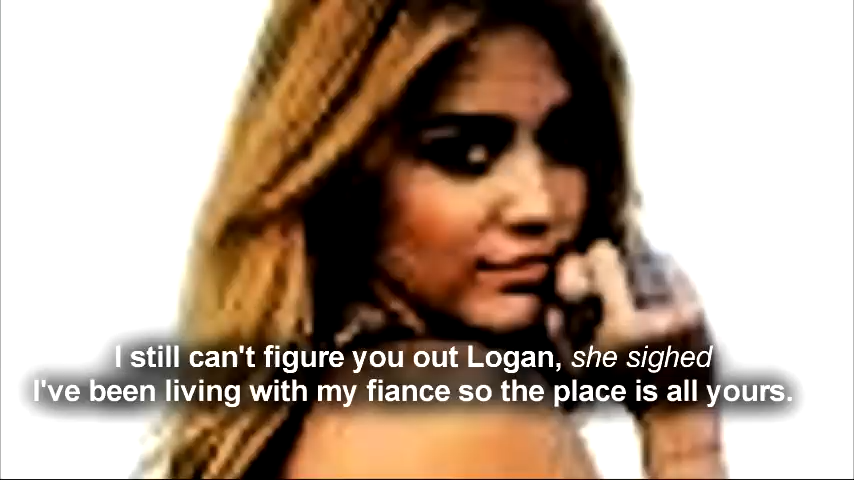 I still can't figure you out Logan, she sighed
I've been living with my fiance so the place is all yours.